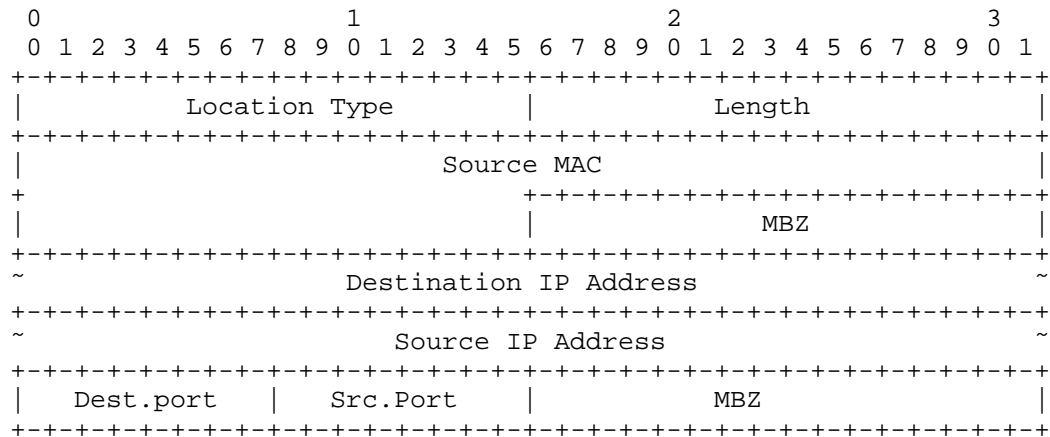 0                   1                   2                   3
0 1 2 3 4 5 6 7 8 9 0 1 2 3 4 5 6 7 8 9 0 1 2 3 4 5 6 7 8 9 0 1
+-+-+-+-+-+-+-+-+-+-+-+-+-+-+-+-+-+-+-+-+-+-+-+-+-+-+-+-+-+-+-+-+
|         Location Type         |           Length              |
+-+-+-+-+-+-+-+-+-+-+-+-+-+-+-+-+-+-+-+-+-+-+-+-+-+-+-+-+-+-+-+-+
|                          Source MAC                           |
+                               +-+-+-+-+-+-+-+-+-+-+-+-+-+-+-+-+
|                               |              MBZ              |
+-+-+-+-+-+-+-+-+-+-+-+-+-+-+-+-+-+-+-+-+-+-+-+-+-+-+-+-+-+-+-+-+
~                    Destination IP Address                     ~
+-+-+-+-+-+-+-+-+-+-+-+-+-+-+-+-+-+-+-+-+-+-+-+-+-+-+-+-+-+-+-+-+
~                       Source IP Address                       ~
+-+-+-+-+-+-+-+-+-+-+-+-+-+-+-+-+-+-+-+-+-+-+-+-+-+-+-+-+-+-+-+-+
|   Dest.port   |   Src.Port    |           MBZ                 |
+-+-+-+-+-+-+-+-+-+-+-+-+-+-+-+-+-+-+-+-+-+-+-+-+-+-+-+-+-+-+-+-+